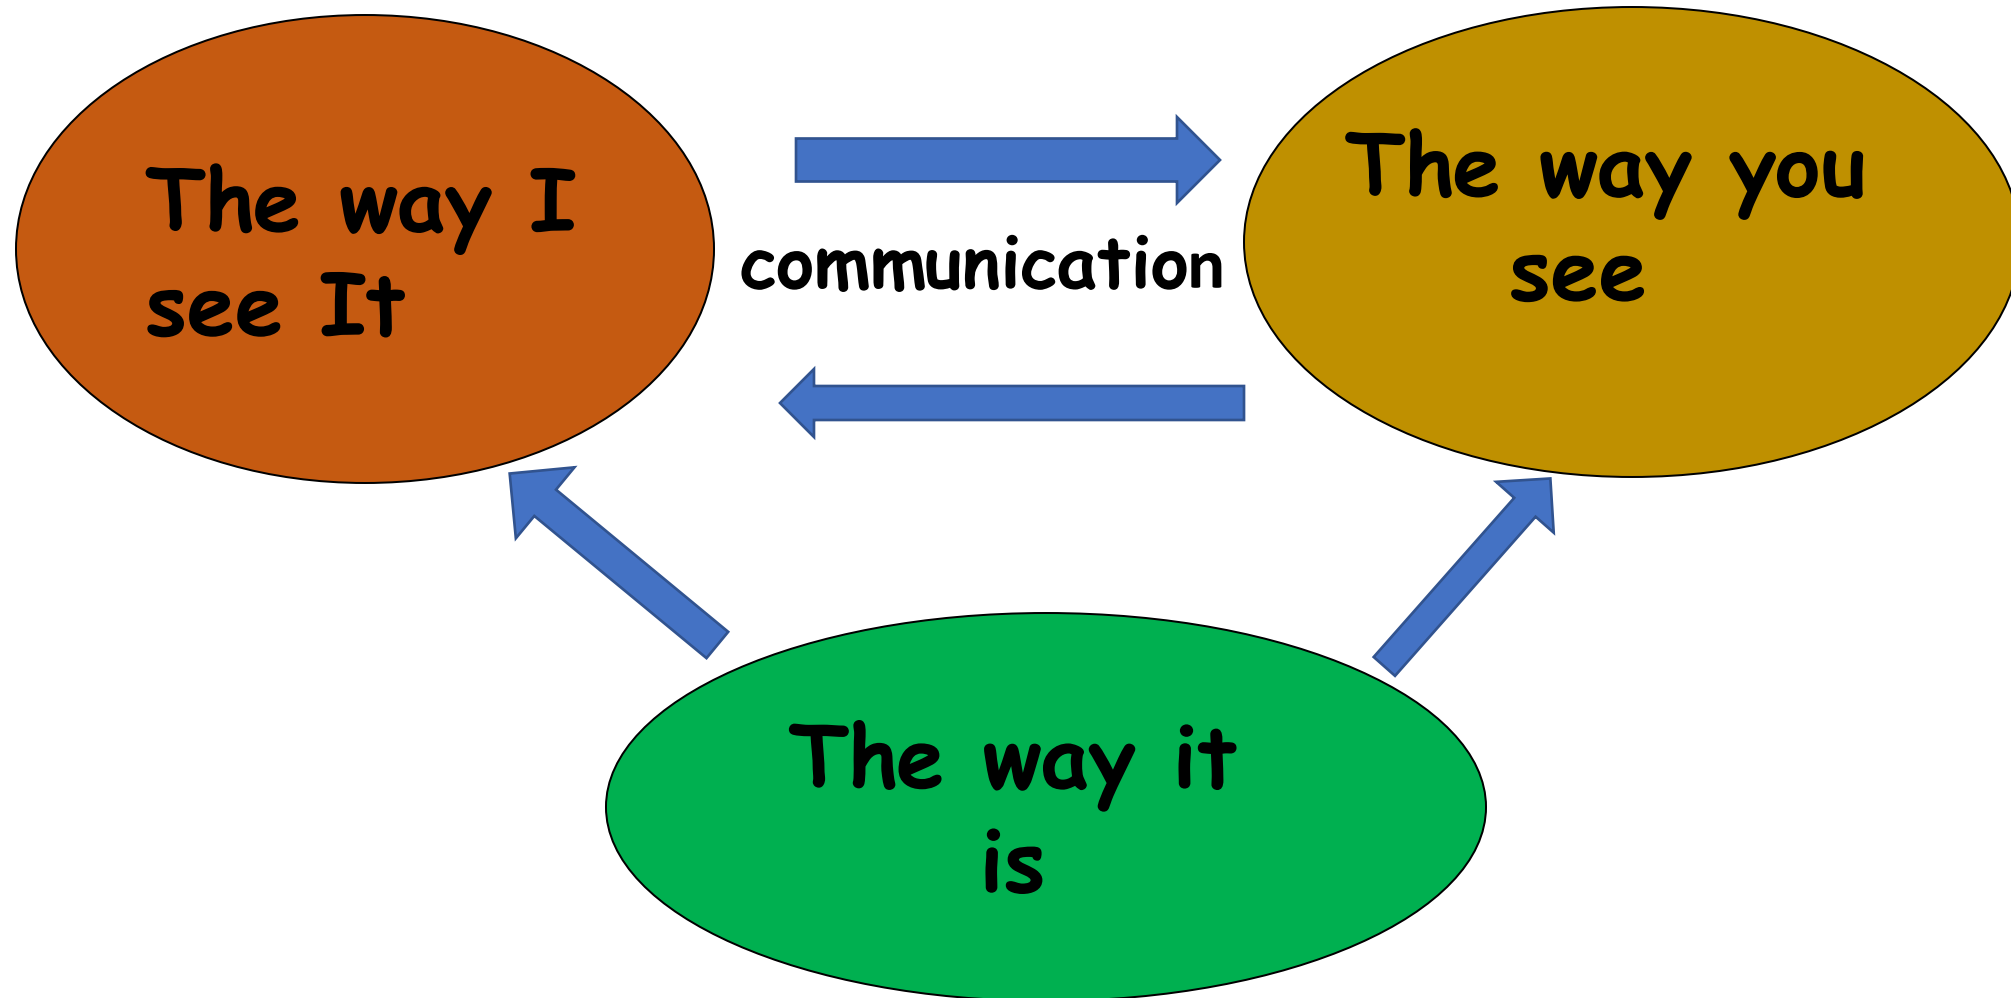 The way I
see It
communication
The way you
see
The way it
is